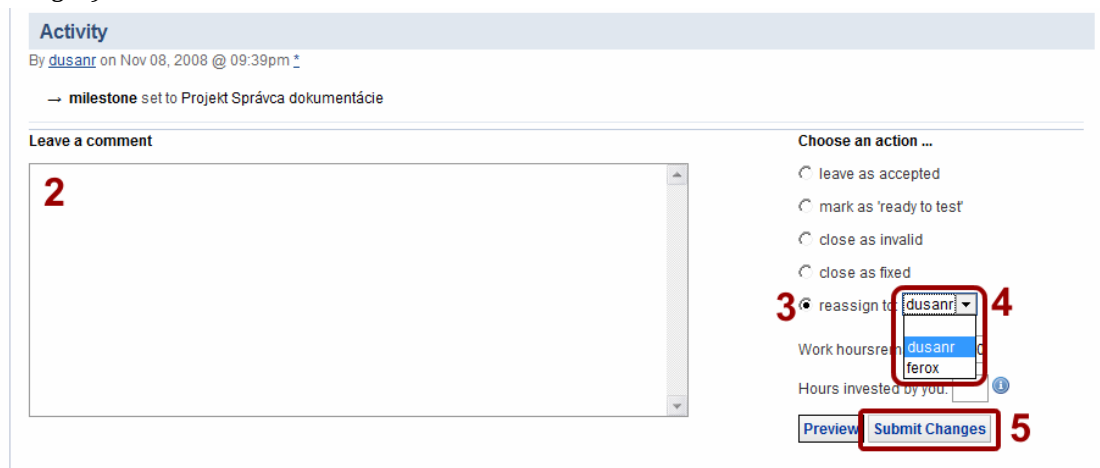 Activity
By dusanr on Nov 08, 2008 @ 09:39pm *
→ milestone set to Projekt Správca dokumentácie
Leave a comment
2
Choose an action ...
leave as accepted
mark as 'ready to test'
close as invalid
close as fixed
3 reassign to: dusanr 4
Work hoursrem
dusanr
ferox
Hours invested by you:
Preview Submit Changes 5